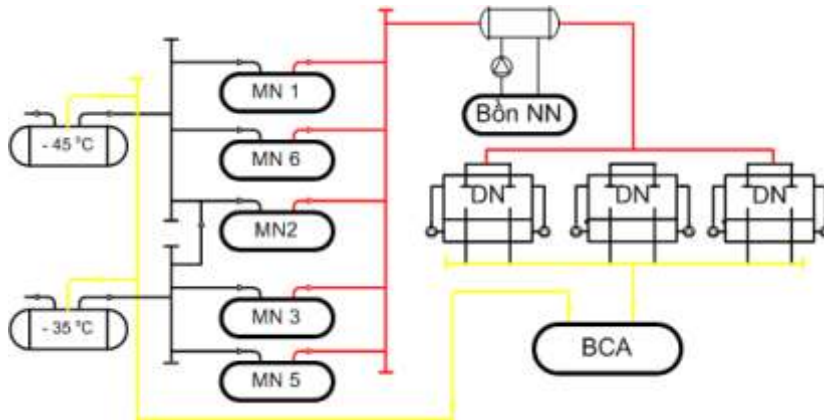 MN 1
Bồn NN
- 45 °C
MN 6
DN
DN
DN
MN2
MN 3
- 35 °C
BCA
MN 5